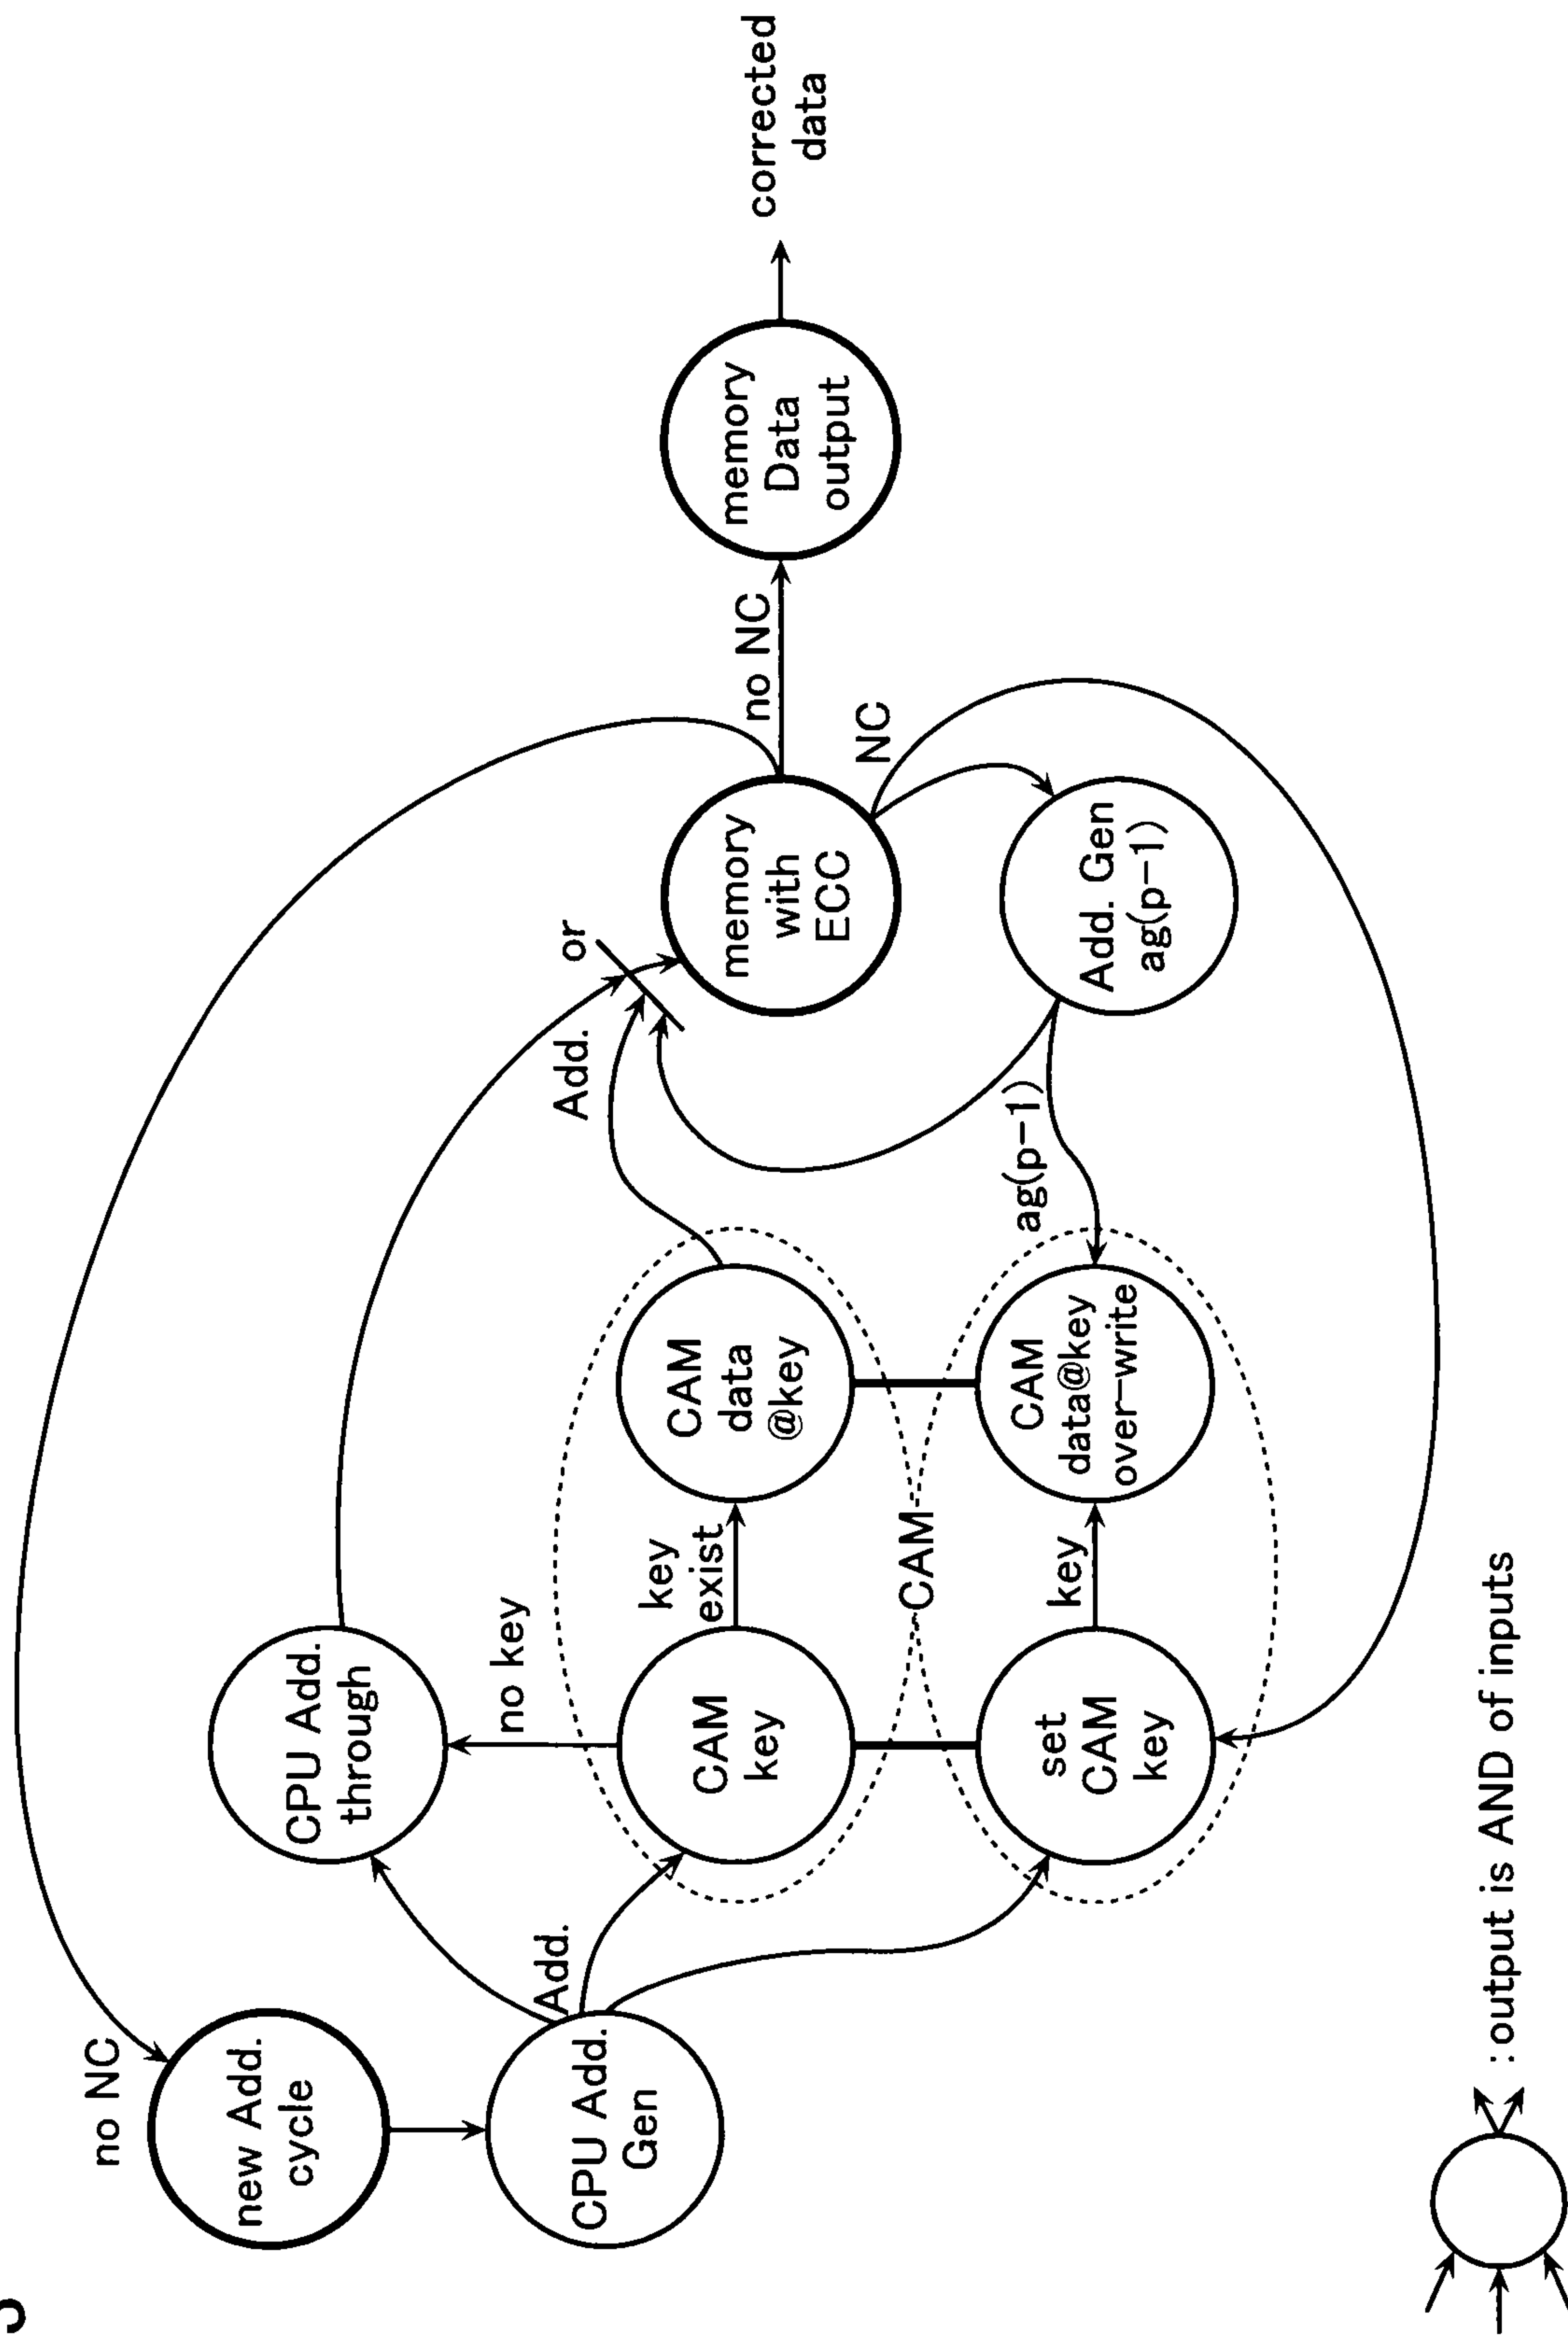 no NC
new Add.
cycle
CPU Add.
Gen
Add.
CPU Add.
through
no key
CAM
key
key
exist
CAM
data
@key
CAM
set
CAM
key
key
CAM
data@key
over-write
ag(p-1)
Add.
or
memory
with
ECC
Add. Gen
ag(p-1)
NC
no NC
memory
Data
output
corrected
data
:output is AND of inputs